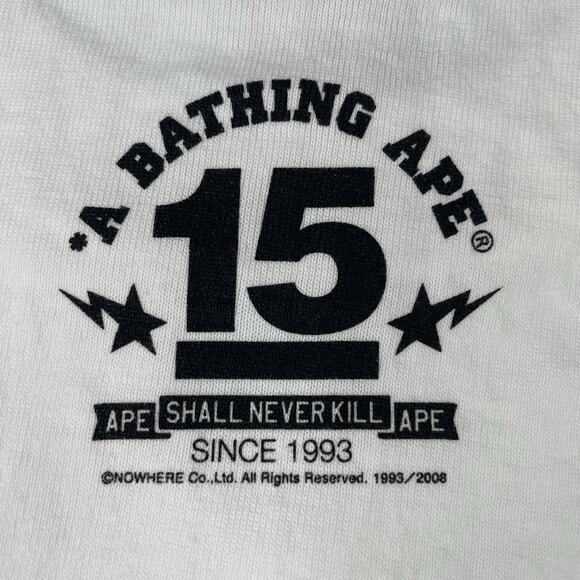 *A BATHING APE®
15
APE SHALL NEVER KILL APE
SINCE 1993
©NOWHERE Co.,Ltd. All Rights Reserved. 1993/2008